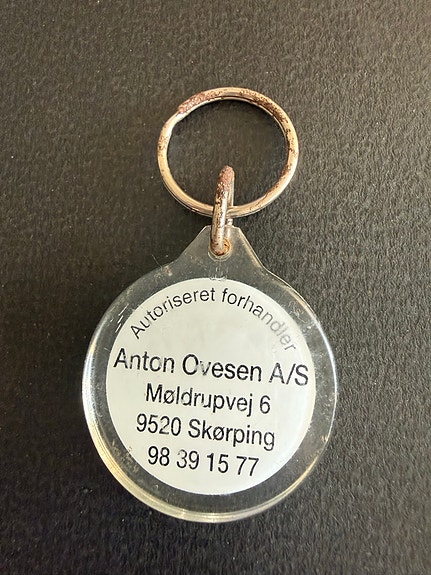 Autoriseret forhandler
Anton Ovesen A/S
Møldrupvej 6
9520 Skørping
98 39 15 77